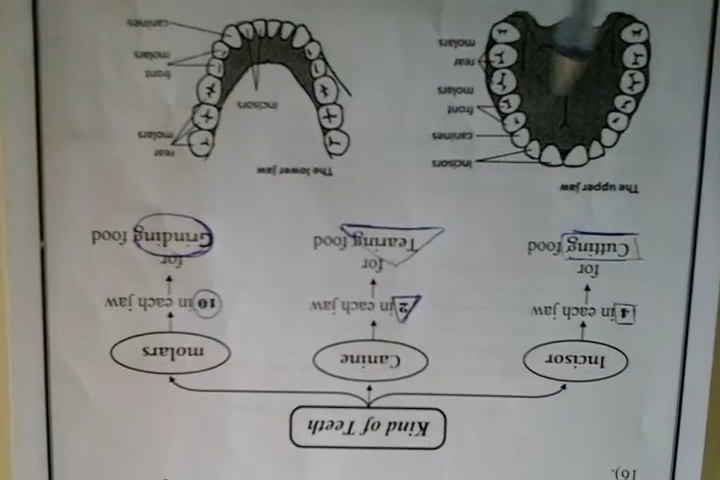 16).
Kind of Teeth
Incisor
Canine
molars
4 in each jaw
2 in each jaw
10 in each jaw
for
for
for
Cutting food
Tearing food
Grinding food
The upper jaw
incisors
canines
front
molars
rear
molars
The lower jaw
rear
molars
incisors
front
molars
canines